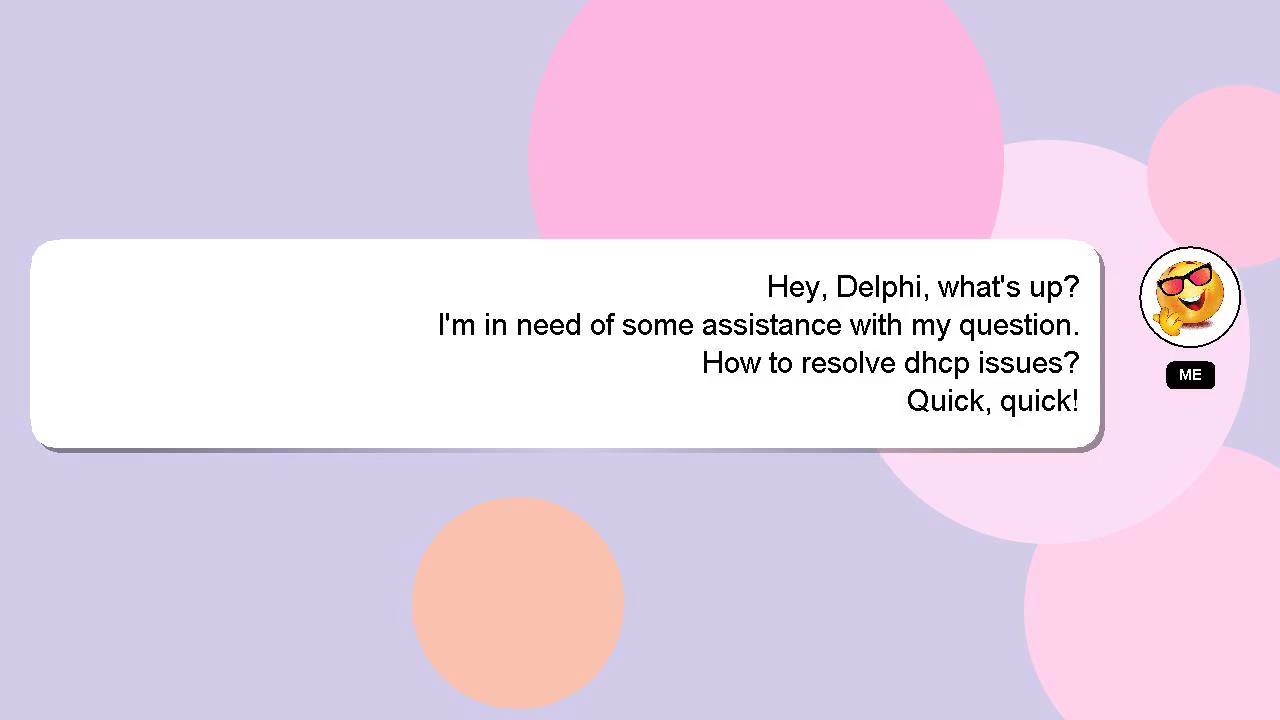 Hey, Delphi, what's up?
I'm in need of some assistance with my question.
How to resolve dhcp issues?
Quick, quick!
ME